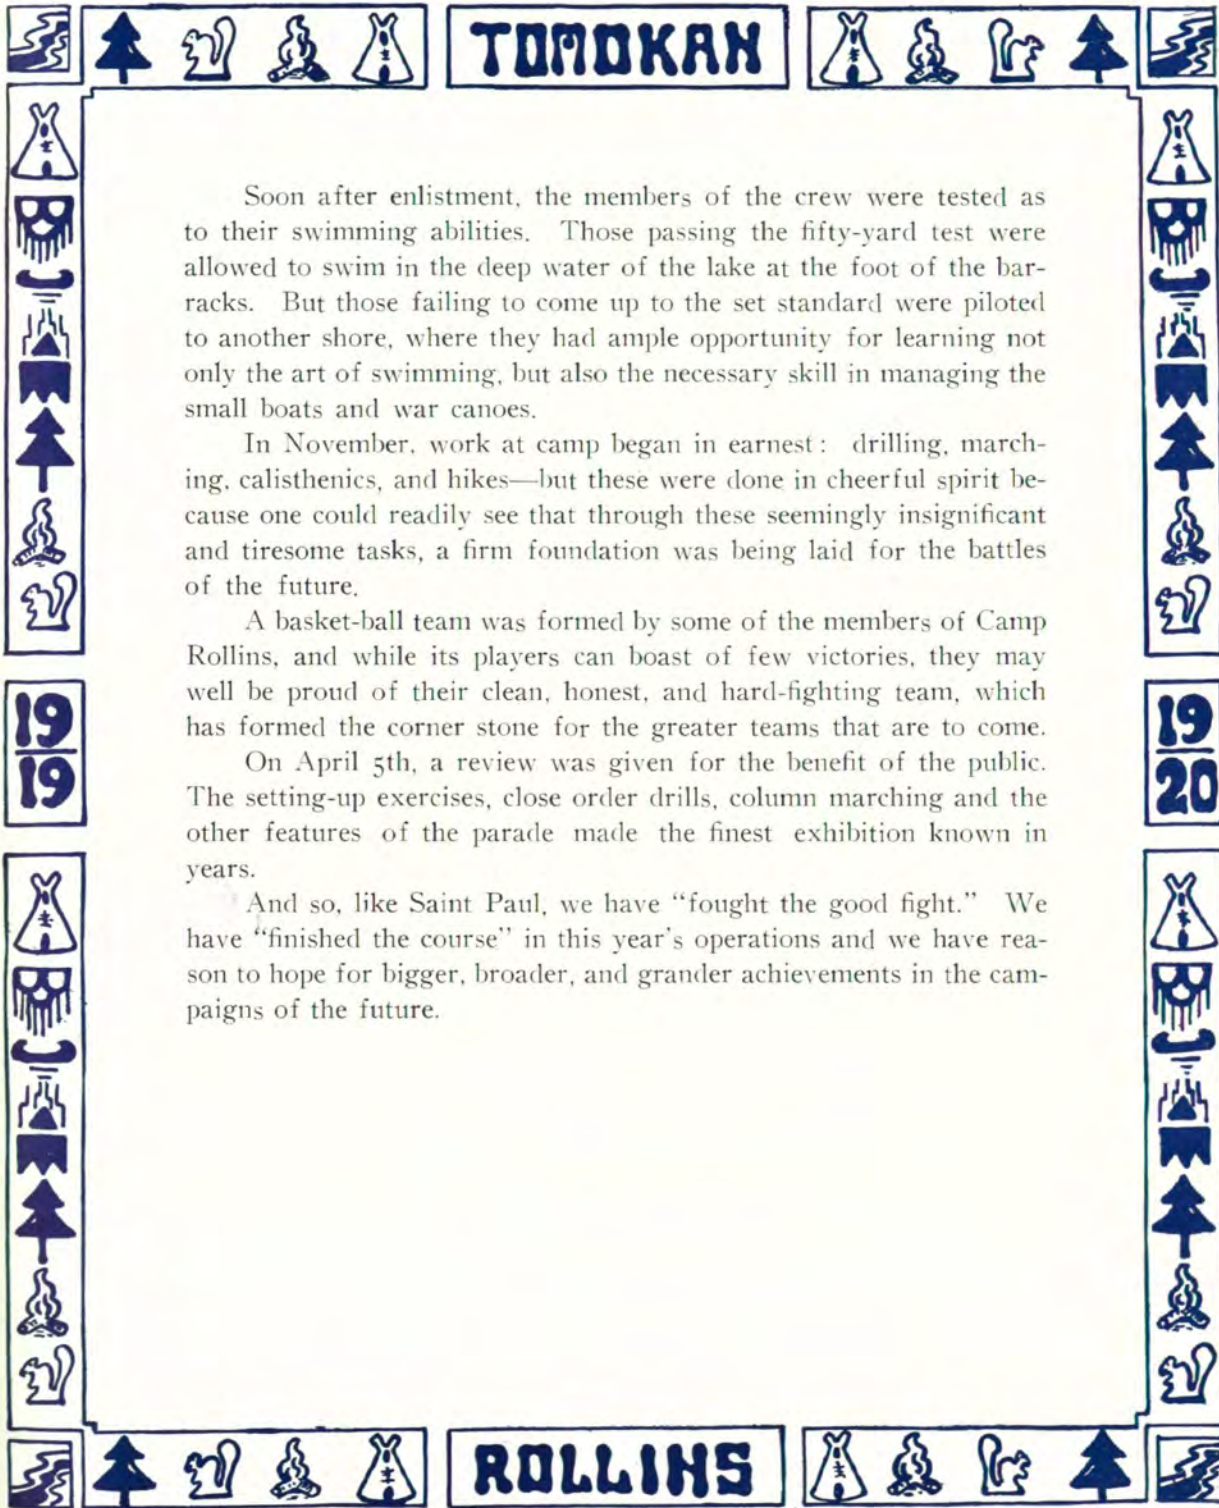 TOMOKAN
Soon after enlistment, the members of the crew were tested as
to their swimming abilities. Those passing the fifty-yard test were
allowed to swim in the deep water of the lake at the foot of the bar-
racks. But those failing to come up to the set standard were piloted
to another shore, where they had ample opportunity for learning not
only the art of swimming, but also the necessary skill in managing the
small boats and war canoes.
In November, work at camp began in earnest: drilling, march-
ing, calisthenics, and hikes—but these were done in cheerful spirit be-
cause one could readily see that through these seemingly insignificant
and tiresome tasks, a firm foundation was being laid for the battles
of the future.
A basket-ball team was formed by some of the members of Camp
Rollins, and while its players can boast of few victories, they may
well be proud of their clean, honest, and hard-fighting team, which
has formed the corner stone for the greater teams that are to come.
On April 5th, a review was given for the benefit of the public.
The setting-up exercises, close order drills, column marching and the
other features of the parade made the finest exhibition known in
years.
And so, like Saint Paul, we have “fought the good fight.” We
have “finished the course” in this year's operations and we have rea-
son to hope for bigger, broader, and grander achievements in the cam-
paigns of the future.
19
19
19
20
ROLLINS